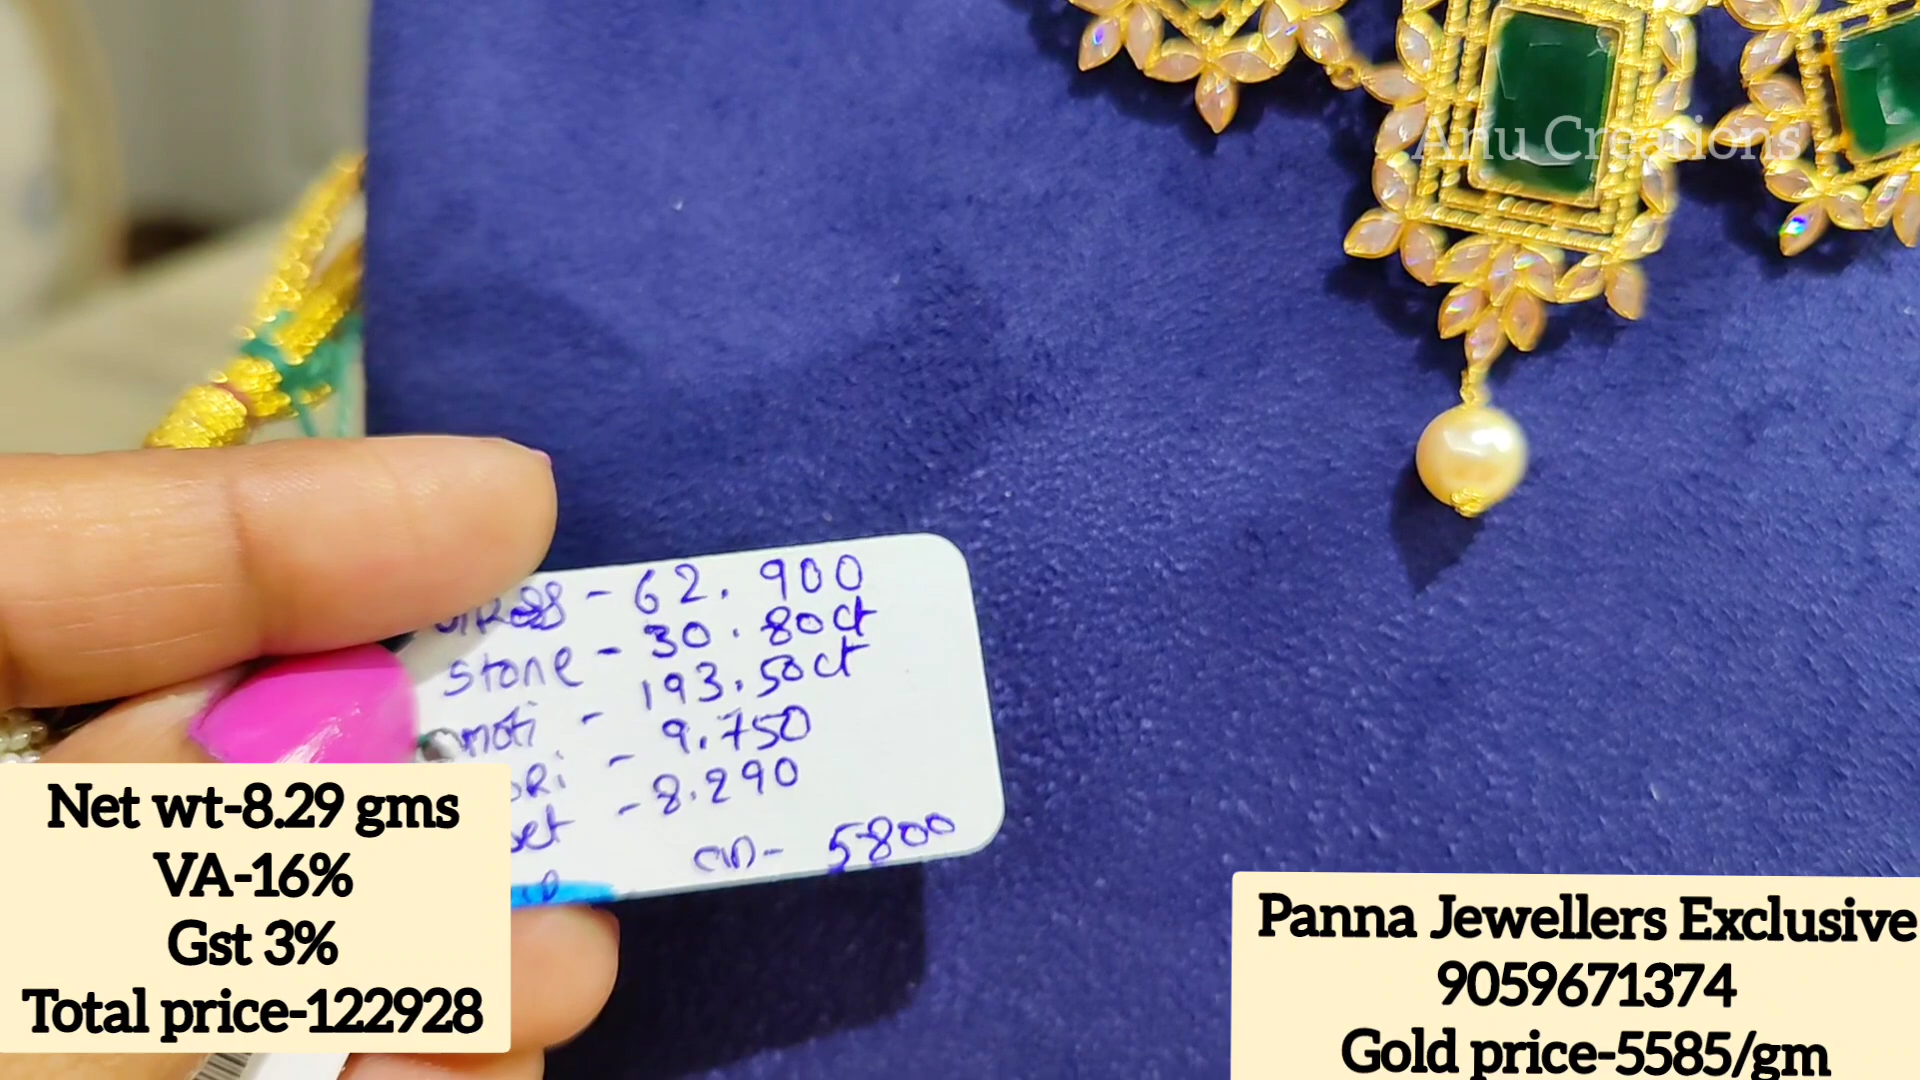 Anu Creations
- 62.900
stone - 30.80ct
193.50ct
moti - 9.750
- 8.290
- 5800
Net wt-8.29 gms
VA-16%
Gst 3%
Total price-122928
Panna Jewellers Exclusive
9059671374
Gold price-5585/gm